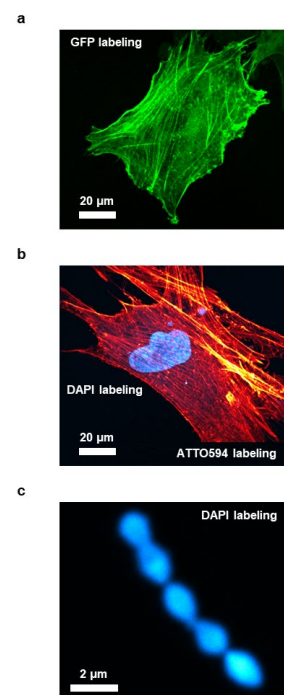 a
GFP labeling
20 µm
b
DAPI labeling
20 µm
ATTO594 labeling
c
DAPI labeling
2 µm